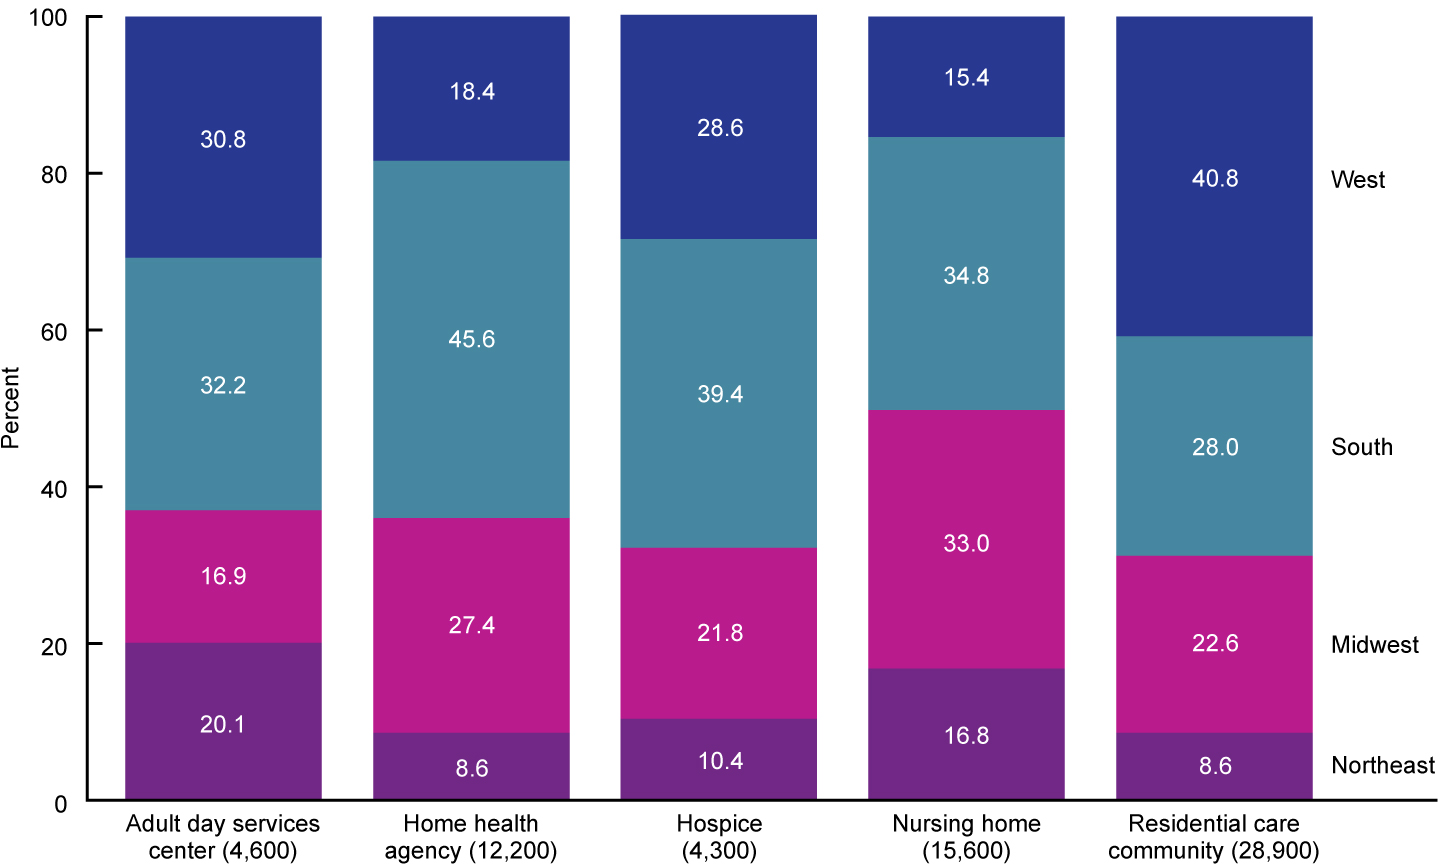 100
80
60
40
20
0
Percent
30.8
32.2
16.9
20.1
18.4
45.6
27.4
8.6
28.6
39.4
21.8
10.4
15.4
34.8
33.0
16.8
40.8
28.0
22.6
8.6
West
South
Midwest
Northeast
Adult day services
center (4,600)
Home health
agency (12,200)
Hospice
(4,300)
Nursing home
(15,600)
Residential care
community (28,900)